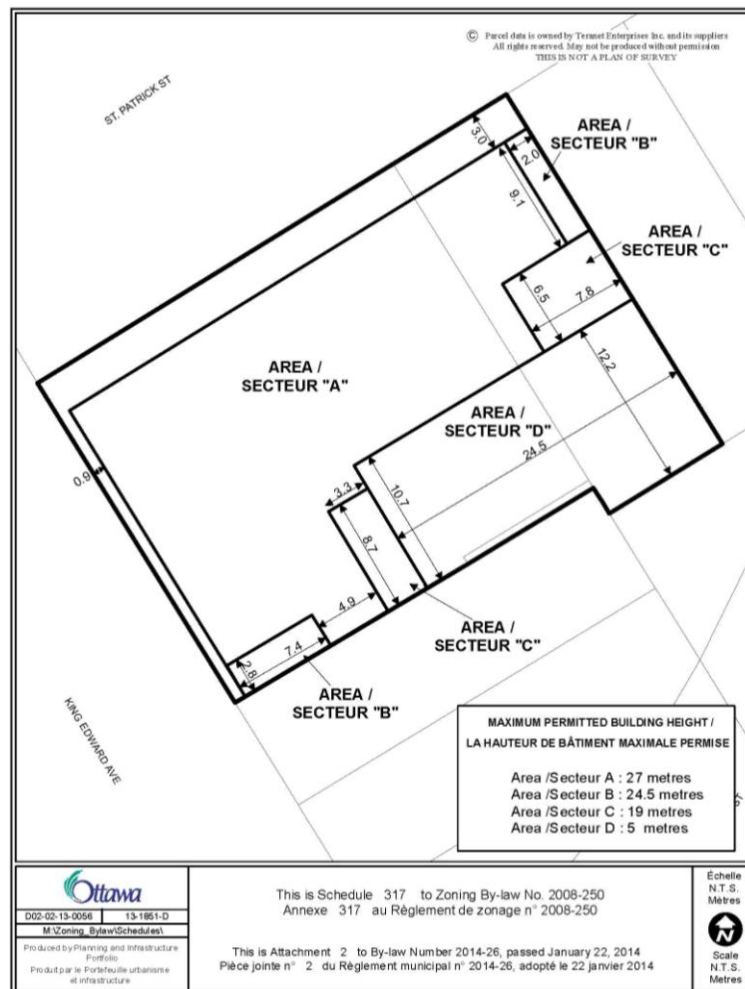 © Parcel data is owned by Teranet Enterprises Inc. and its suppliers
All rights reserved. May not be produced without permission
THIS IS NOT A PLAN OF SURVEY
ST. PATRICK ST
AREA /
SECTEUR "B"
3.0
2.0
9.1
AREA /
SECTEUR "C"
6.5
7.8
12.2
AREA /
SECTEUR "A"
AREA /
SECTEUR "D"
24.5
0.9
3.3
10.7
8.7
4.9
7.4
2.8
AREA /
SECTEUR "C"
AREA /
SECTEUR "B"
KING EDWARD AVE
MAXIMUM PERMITTED BUILDING HEIGHT /
LA HAUTEUR DE BÂTIMENT MAXIMALE PERMISE
Area /Secteur A : 27 metres
Area /Secteur B : 24.5 metres
Area /Secteur C : 19 metres
Area /Secteur D : 5 metres
Ottawa
D02-02-13-0056 13-1851-D
M:\Zoning_Bylaw\Schedules\
Produced by Planning and Infrastructure
Portfolio
Produit par le Portefeuille urbanisme
et infrastructure
This is Schedule 317 to Zoning By-law No. 2008-250
Annexe 317 au Règlement de zonage n° 2008-250
This is Attachment 2 to By-law Number 2014-26, passed January 22, 2014
Pièce jointe n° 2 du Règlement municipal n° 2014-26, adopté le 22 janvier 2014
Échelle
N.T.S.
Mètres
N
Scale
N.T.S.
Metres